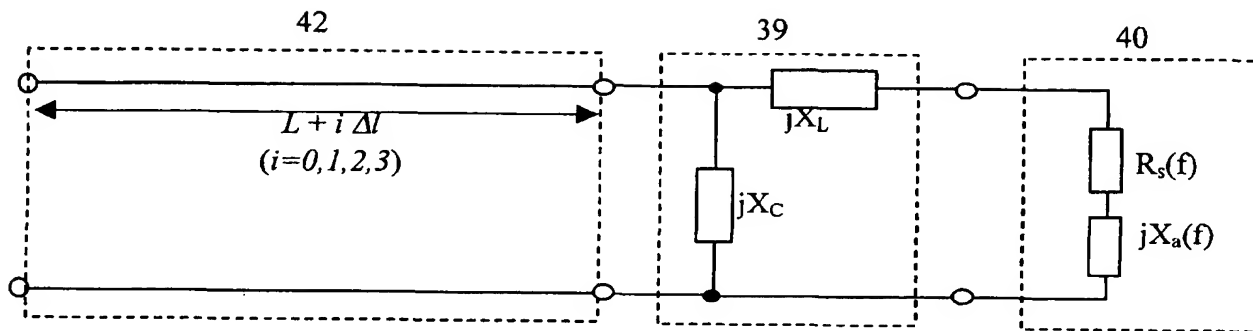 42
39
40
L + i Δl
(i=0,1,2,3)
jX_L
jX_C
R_s(f)
jX_a(f)